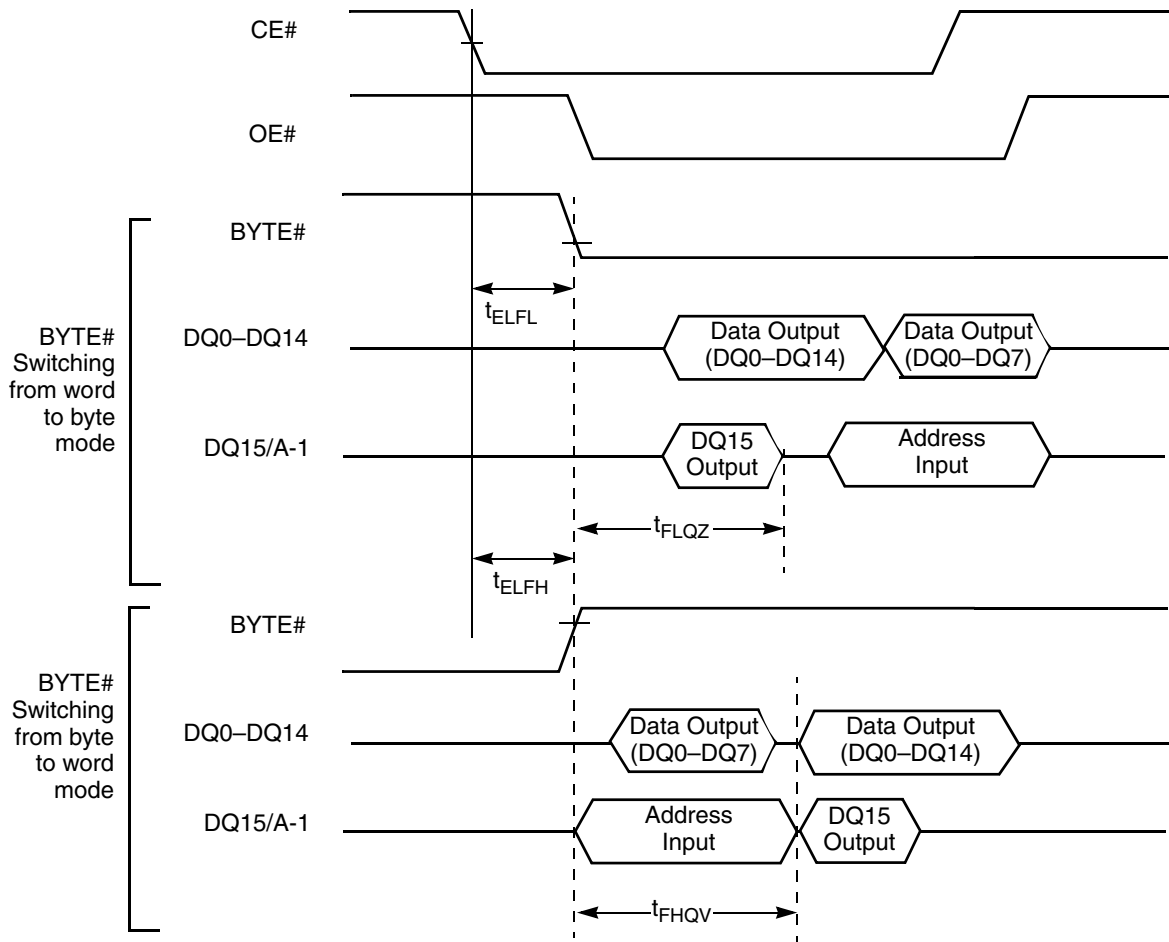 CE#
OE#
BYTE#
tELFL
BYTE#
Switching
from word
to byte
mode
DQ0–DQ14
Data Output
(DQ0–DQ14)
Data Output
(DQ0–DQ7)
DQ15/A-1
DQ15
Output
Address
Input
tFLQZ
tELFH
BYTE#
BYTE#
Switching
from byte
to word
mode
DQ0–DQ14
Data Output
(DQ0–DQ7)
Data Output
(DQ0–DQ14)
DQ15/A-1
Address
Input
DQ15
Output
tFHQV